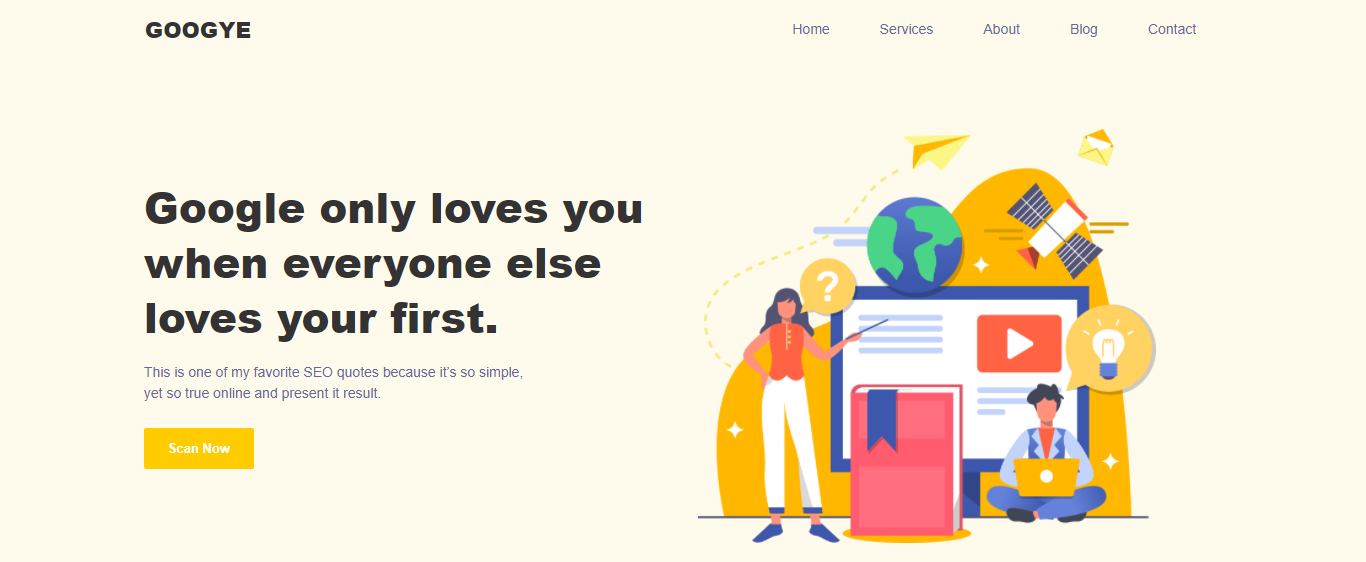 GOOGYE
Home Services About Blog Contact
Google only loves you
when everyone else
loves your first.
This is one of my favorite SEO quotes because it's so simple,
yet so true online and present it result.
Scan Now
?